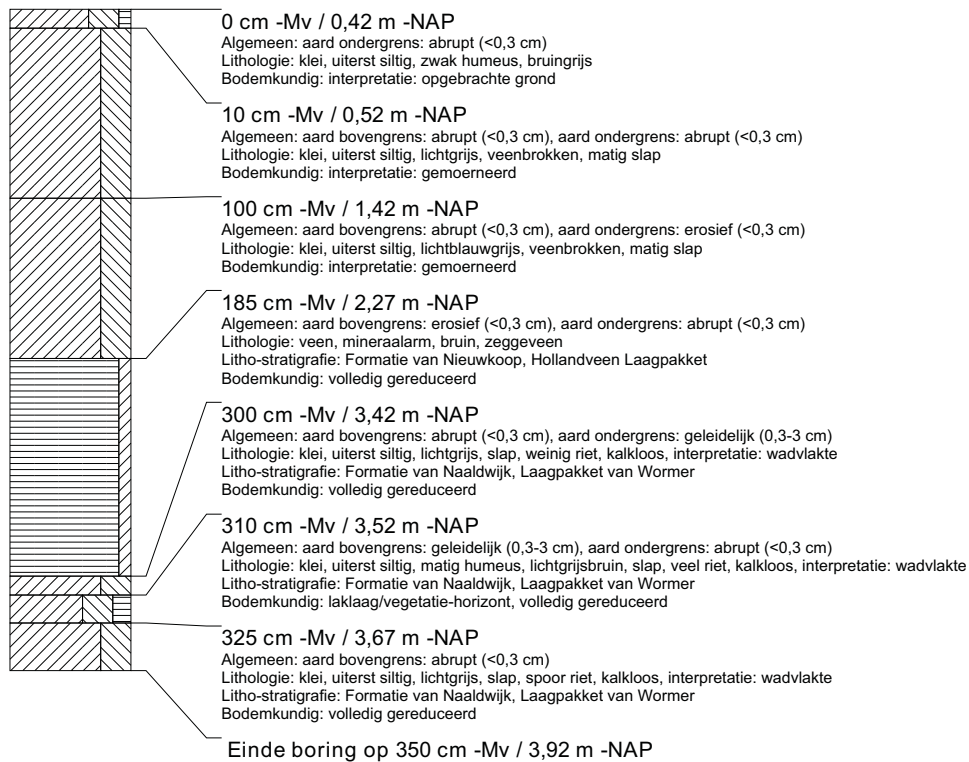 0 cm -Mv / 0,42 m -NAP
Algemeen: aard ondergrens: abrupt (<0,3 cm)
Lithologie: klei, uiterst siltig, zwak humeus, bruingrijs
Bodemkundig: interpretatie: opgebrachte grond
10 cm -Mv / 0,52 m -NAP
Algemeen: aard bovengrens: abrupt (<0,3 cm), aard ondergrens: abrupt (<0,3 cm)
Lithologie: klei, uiterst siltig, lichtgrijs, veenbrokken, matig slap
Bodemkundig: interpretatie: gemoerneerd
100 cm -Mv / 1,42 m -NAP
Algemeen: aard bovengrens: abrupt (<0,3 cm), aard ondergrens: erosief (<0,3 cm)
Lithologie: klei, uiterst siltig, lichtblauwgrijs, veenbrokken, matig slap
Bodemkundig: interpretatie: gemoerneerd
185 cm -Mv / 2,27 m -NAP
Algemeen: aard bovengrens: erosief (<0,3 cm), aard ondergrens: abrupt (<0,3 cm)
Lithologie: veen, mineraalarm, bruin, zeggeveen
Litho-stratigrafie: Formatie van Nieuwkoop, Hollandveen Laagpakket
Bodemkundig: volledig gereduceerd
300 cm -Mv / 3,42 m -NAP
Algemeen: aard bovengrens: abrupt (<0,3 cm), aard ondergrens: geleidelijk (0,3-3 cm)
Lithologie: klei, uiterst siltig, lichtgrijs, slap, weinig riet, kalkloos, interpretatie: wadvlakte
Litho-stratigrafie: Formatie van Naaldwijk, Laagpakket van Wormer
Bodemkundig: volledig gereduceerd
310 cm -Mv / 3,52 m -NAP
Algemeen: aard bovengrens: geleidelijk (0,3-3 cm), aard ondergrens: abrupt (<0,3 cm)
Lithologie: klei, uiterst siltig, matig humeus, lichtgrijsbruin, slap, veel riet, kalkloos, interpretatie: wadvlakte
Litho-stratigrafie: Formatie van Naaldwijk, Laagpakket van Wormer
Bodemkundig: laklaag/vegetatie-horizont, volledig gereduceerd
325 cm -Mv / 3,67 m -NAP
Algemeen: aard bovengrens: abrupt (<0,3 cm)
Lithologie: klei, uiterst siltig, lichtgrijs, slap, spoor riet, kalkloos, interpretatie: wadvlakte
Litho-stratigrafie: Formatie van Naaldwijk, Laagpakket van Wormer
Bodemkundig: volledig gereduceerd
Einde boring op 350 cm -Mv / 3,92 m -NAP